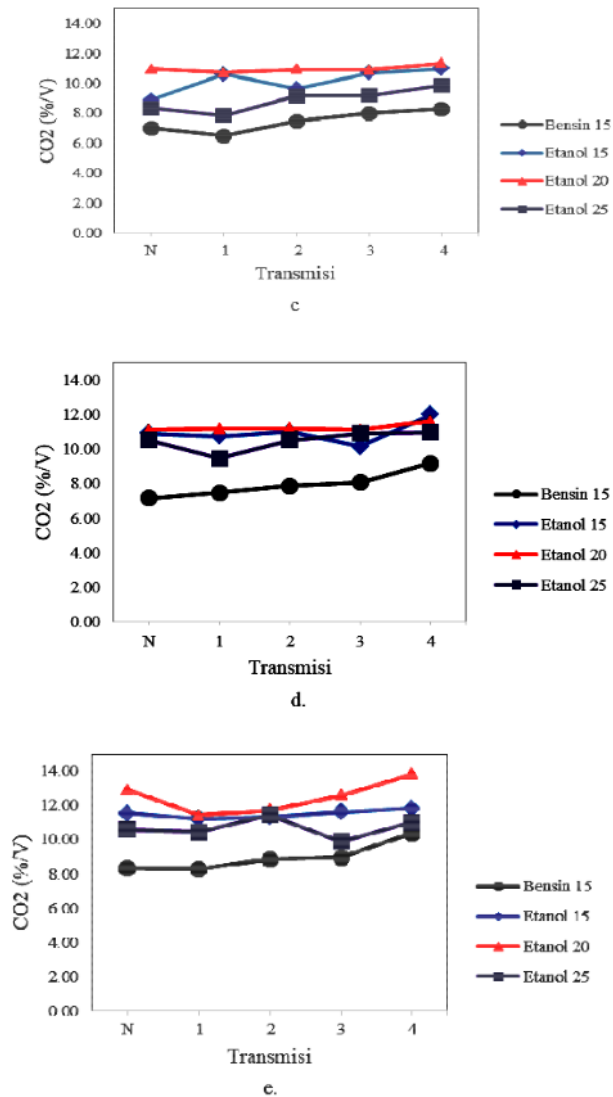 14.00
12.00
10.00
8.00
6.00
4.00
2.00
0.00
CO2 (%/V)
N 1 2 3 4
Transmisi
Bensin 15
Etanol 15
Etanol 20
Etanol 25
c
14.00
12.00
10.00
8.00
6.00
4.00
2.00
0.00
CO2 (%/V)
N 1 2 3 4
Transmisi
Bensin 15
Etanol 15
Etanol 20
Etanol 25
d.
14.00
12.00
10.00
8.00
6.00
4.00
2.00
0.00
CO2 (%/V)
N 1 2 3 4
Transmisi
Bensin 15
Etanol 15
Etanol 20
Etanol 25
e.